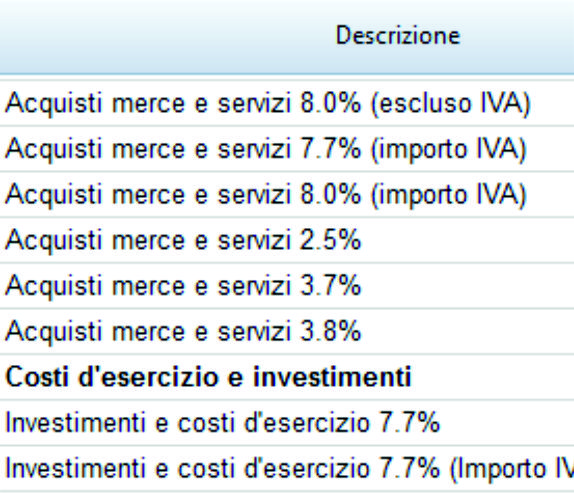 Descrizione
Acquisti merce e servizi 8.0% (escluso IVA)
Acquisti merce e servizi 7.7% (importo IVA)
Acquisti merce e servizi 8.0% (importo IVA)
Acquisti merce e servizi 2.5%
Acquisti merce e servizi 3.7%
Acquisti merce e servizi 3.8%
Costi d'esercizio e investimenti
Investimenti e costi d'esercizio 7.7%
Investimenti e costi d'esercizio 7.7% (Importo